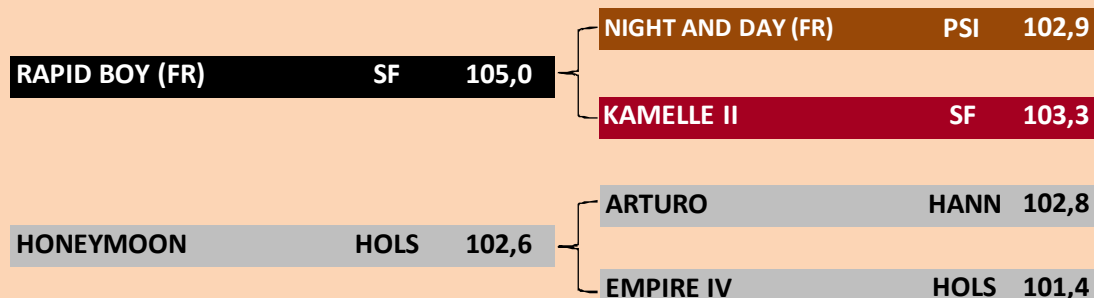 NIGHT AND DAY (FR) PSI 102,9
RAPID BOY (FR) SF 105,0
KAMELLE II SF 103,3
ARTURO HANN 102,8
HONEYMOON HOLS 102,6
EMPIRE IV HOLS 101,4